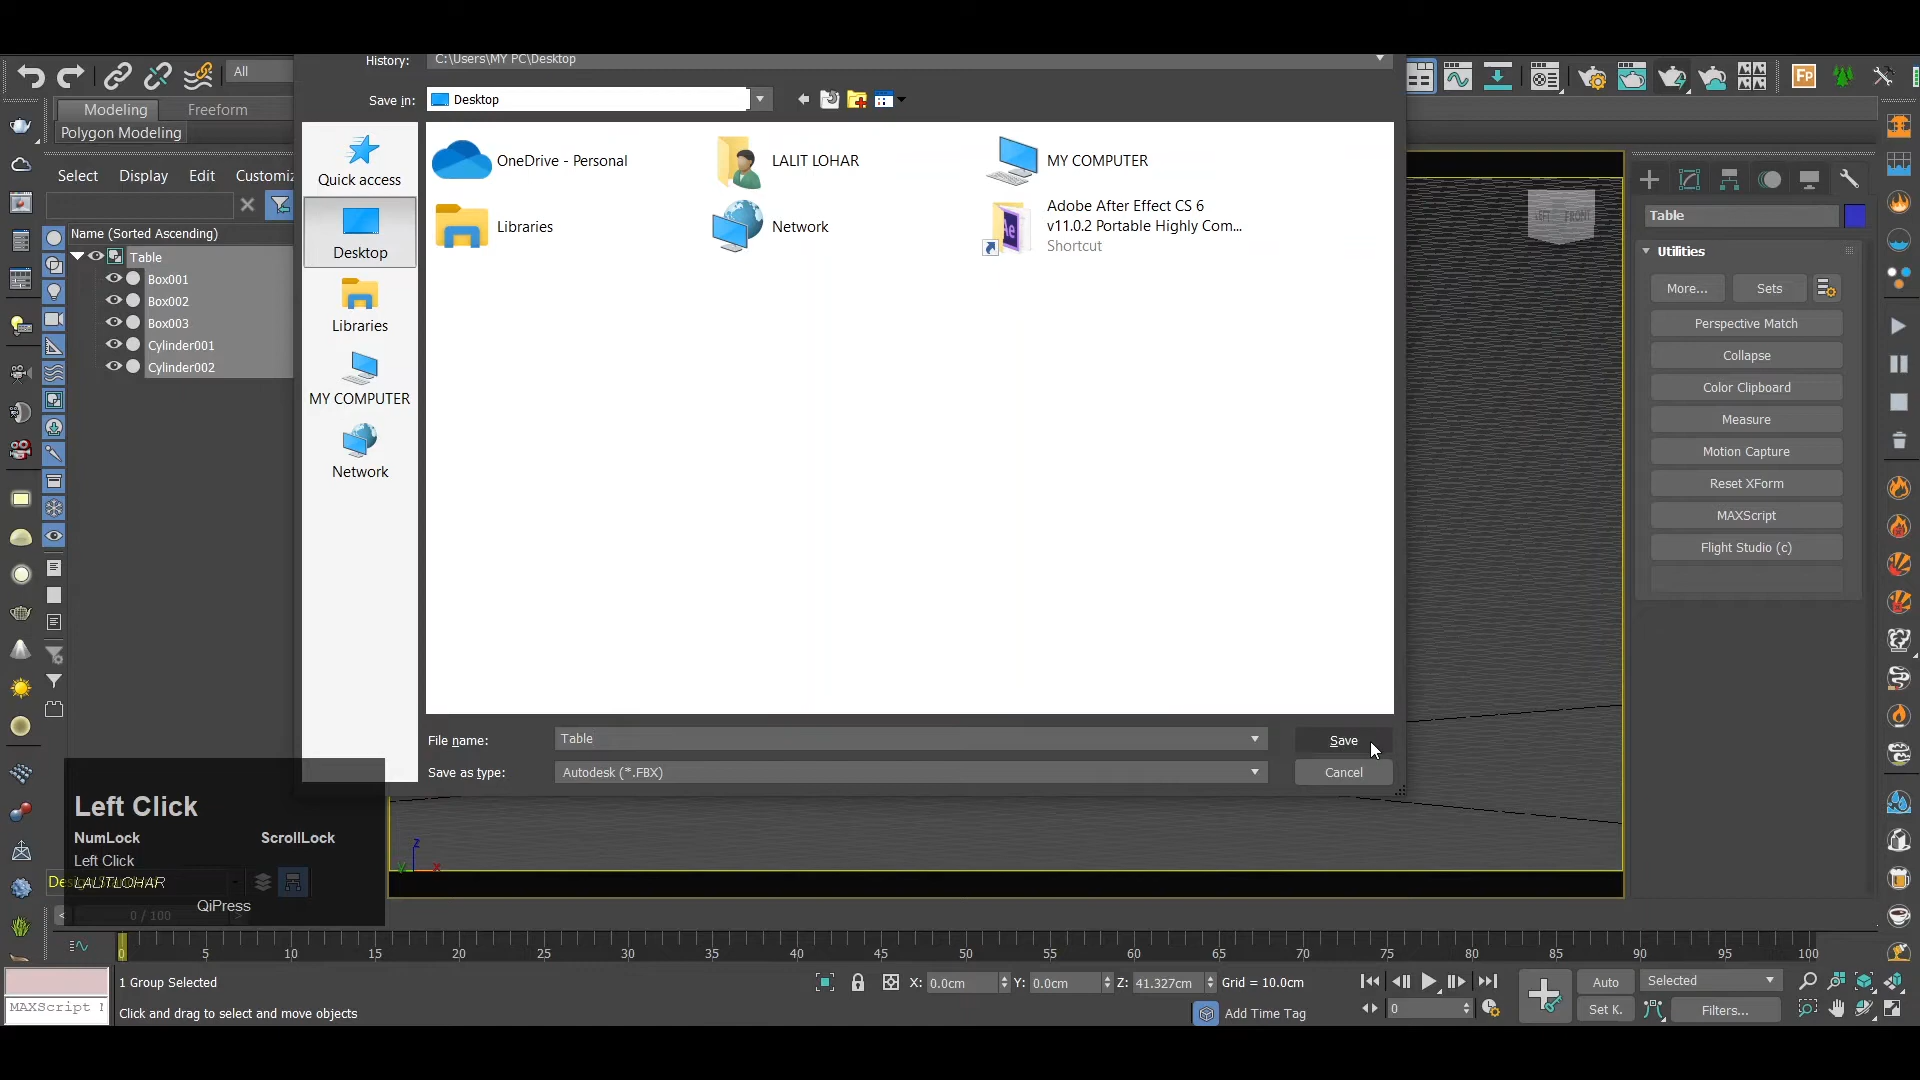 History:
C:\Users\MY PC\Desktop
All
Save in:
Desktop
Modeling
Freeform
Polygon Modeling
Select
Display
Edit
Customiz
Name (Sorted Ascending)
Table
Box001
Box002
Box003
Cylinder001
Cylinder002
Quick access
Desktop
Libraries
MY COMPUTER
Network
OneDrive - Personal
LALIT LOHAR
MY COMPUTER
Libraries
Network
Adobe After Effect CS 6
v11.0.2 Portable Highly Com...
Shortcut
Ae
File name:
Table
Save
Save as type:
Autodesk (*.FBX)
Cancel
Fp
FRONT
Table
Utilities
More...
Sets
Perspective Match
Collapse
Color Clipboard
Measure
Motion Capture
Reset XForm
MAXScript
Flight Studio (c)
Left Click
NumLock
ScrollLock
Left Click
LALITLOHAR
QiPress
0 / 100
z
y
x
0
5
10
15
20
25
30
35
40
45
50
55
60
65
70
75
80
85
90
95
100
1 Group Selected
X:
0.0cm
Y:
0.0cm
Z:
41.327cm
Grid = 10.0cm
Auto
Selected
MAXScript
Click and drag to select and move objects
Add Time Tag
0
Set K.
Filters...